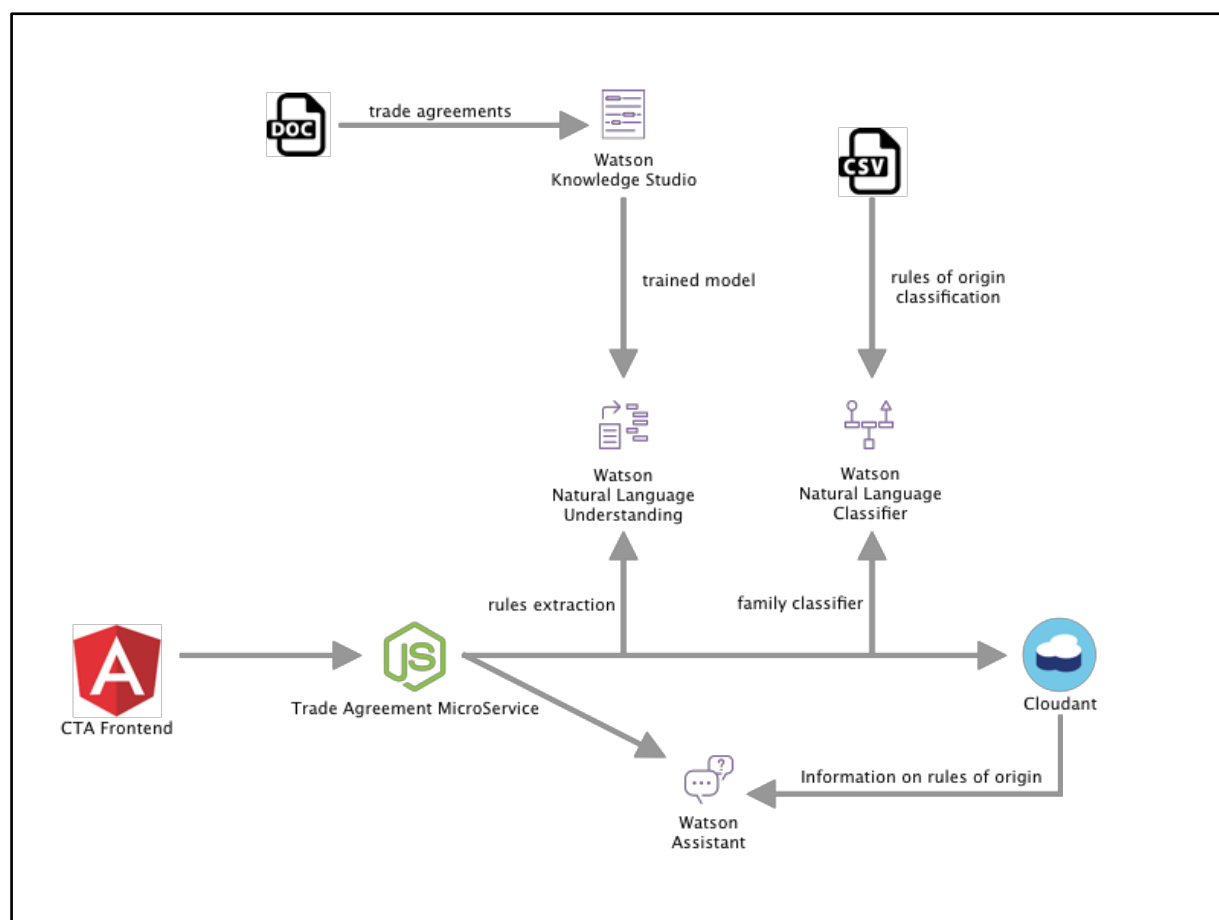 DOC
trade agreements
Watson
Knowledge Studio
CSV
trained model
rules of origin
classification
Watson
Natural Language
Understanding
Watson
Natural Language
Classifier
rules extraction
family classifier
A
CTA Frontend
JS
Trade Agreement MicroService
Cloudant
Information on rules of origin
?
Watson
Assistant